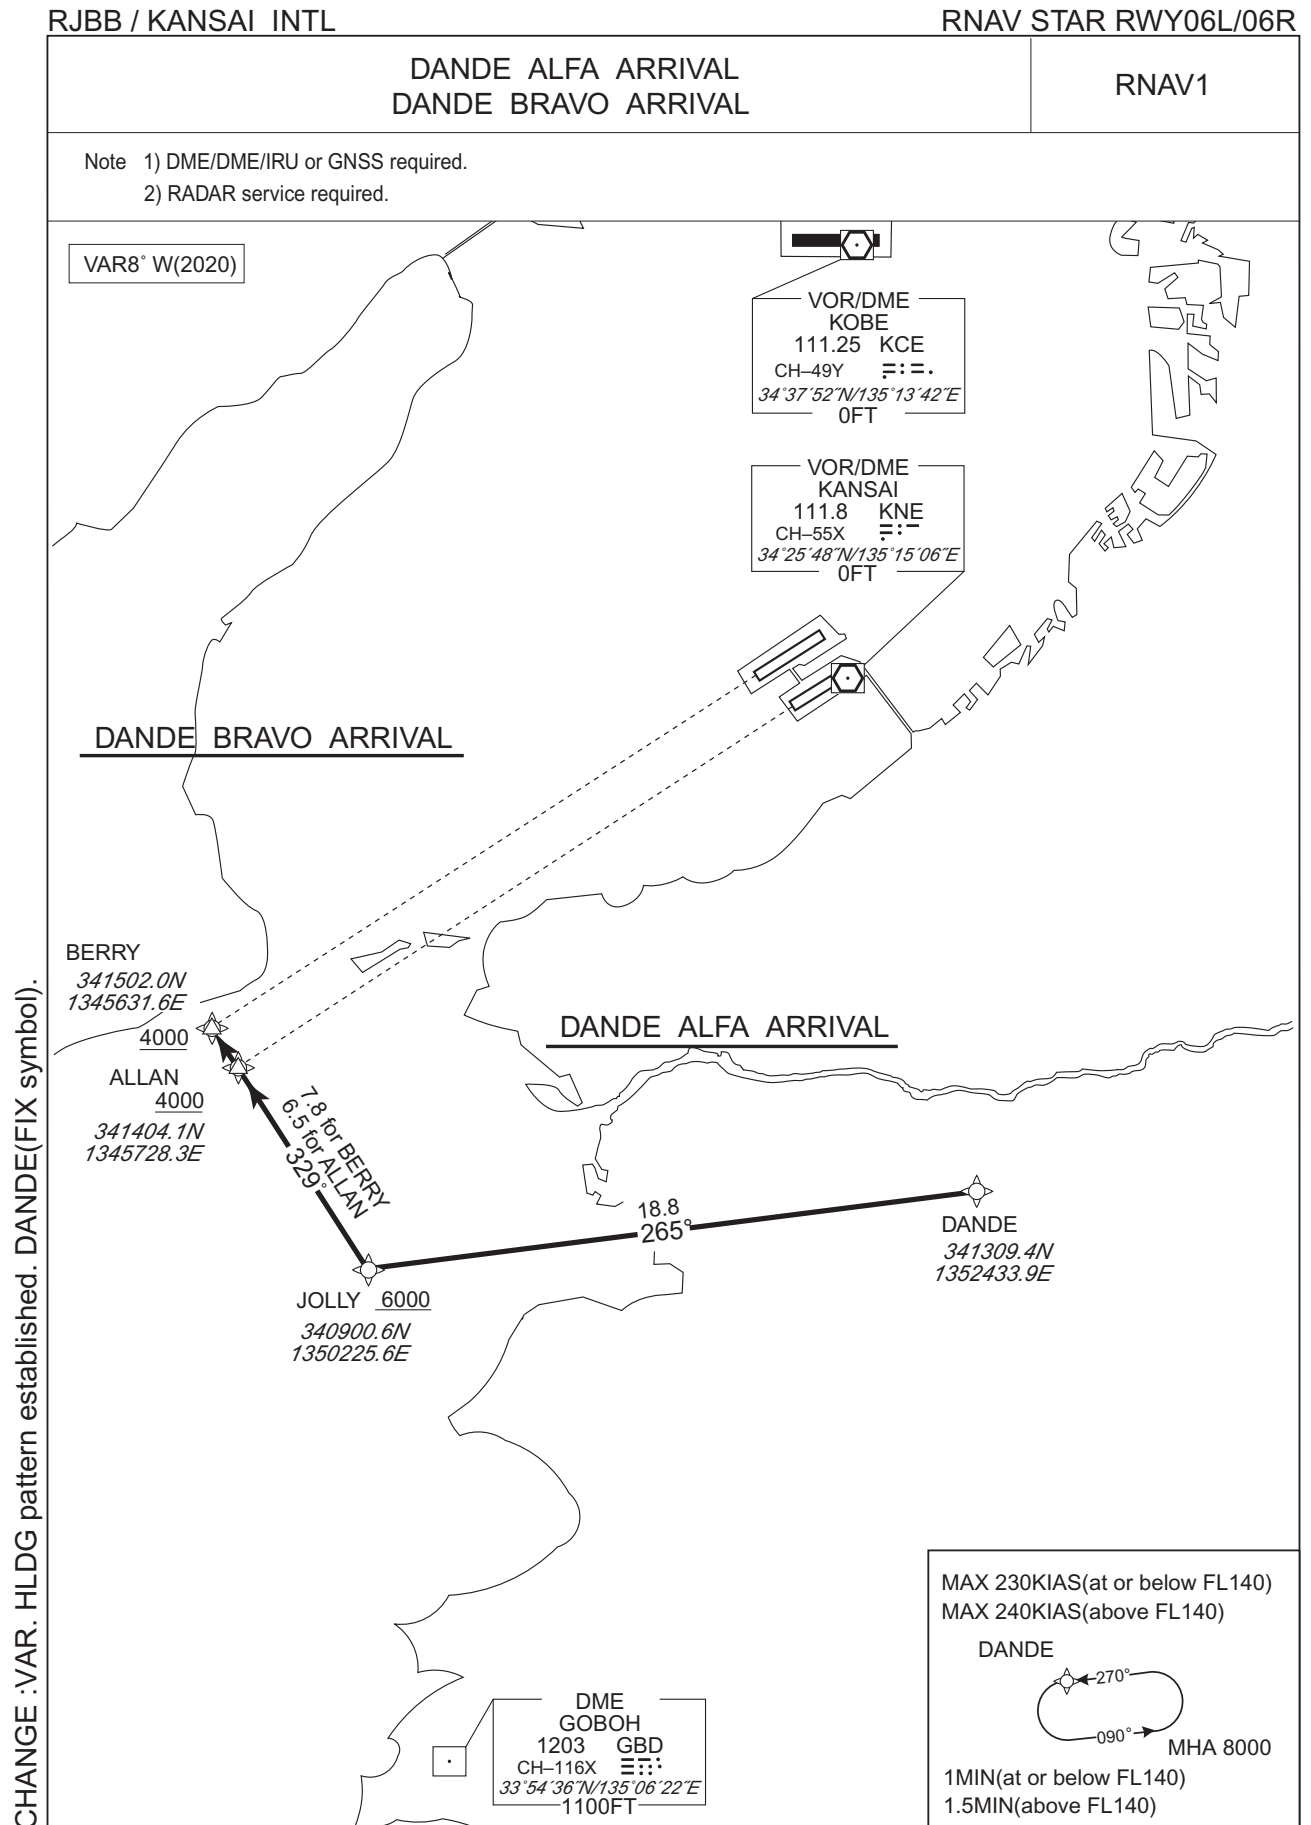 RJBB / KANSAI INTL
RNAV STAR RWY06L/06R
DANDE ALFA ARRIVAL
DANDE BRAVO ARRIVAL
RNAV1
Note 1) DME/DME/IRU or GNSS required.
2) RADAR service required.
VAR8° W(2020)
VOR/DME
KOBE
111.25 KCE
CH–49Y
34°37´52˝N/135°13´42˝E
0FT
VOR/DME
KANSAI
111.8 KNE
CH–55X
34°25´48˝N/135°15´06˝E
0FT
DANDE BRAVO ARRIVAL
BERRY
341502.0N
1345631.6E
4000
DANDE ALFA ARRIVAL
ALLAN
4000
341404.1N
1345728.3E
7.8 for BERRY
6.5 for ALLAN
329°
18.8
265°
DANDE
341309.4N
1352433.9E
JOLLY 6000
340900.6N
1350225.6E
CHANGE :VAR. HLDG pattern established. DANDE(FIX symbol).
MAX 230KIAS(at or below FL140)
MAX 240KIAS(above FL140)
DANDE
270°
090°
MHA 8000
1MIN(at or below FL140)
1.5MIN(above FL140)
DME
GOBOH
1203 GBD
CH–116X
33°54´36˝N/135°06´22˝E
1100FT